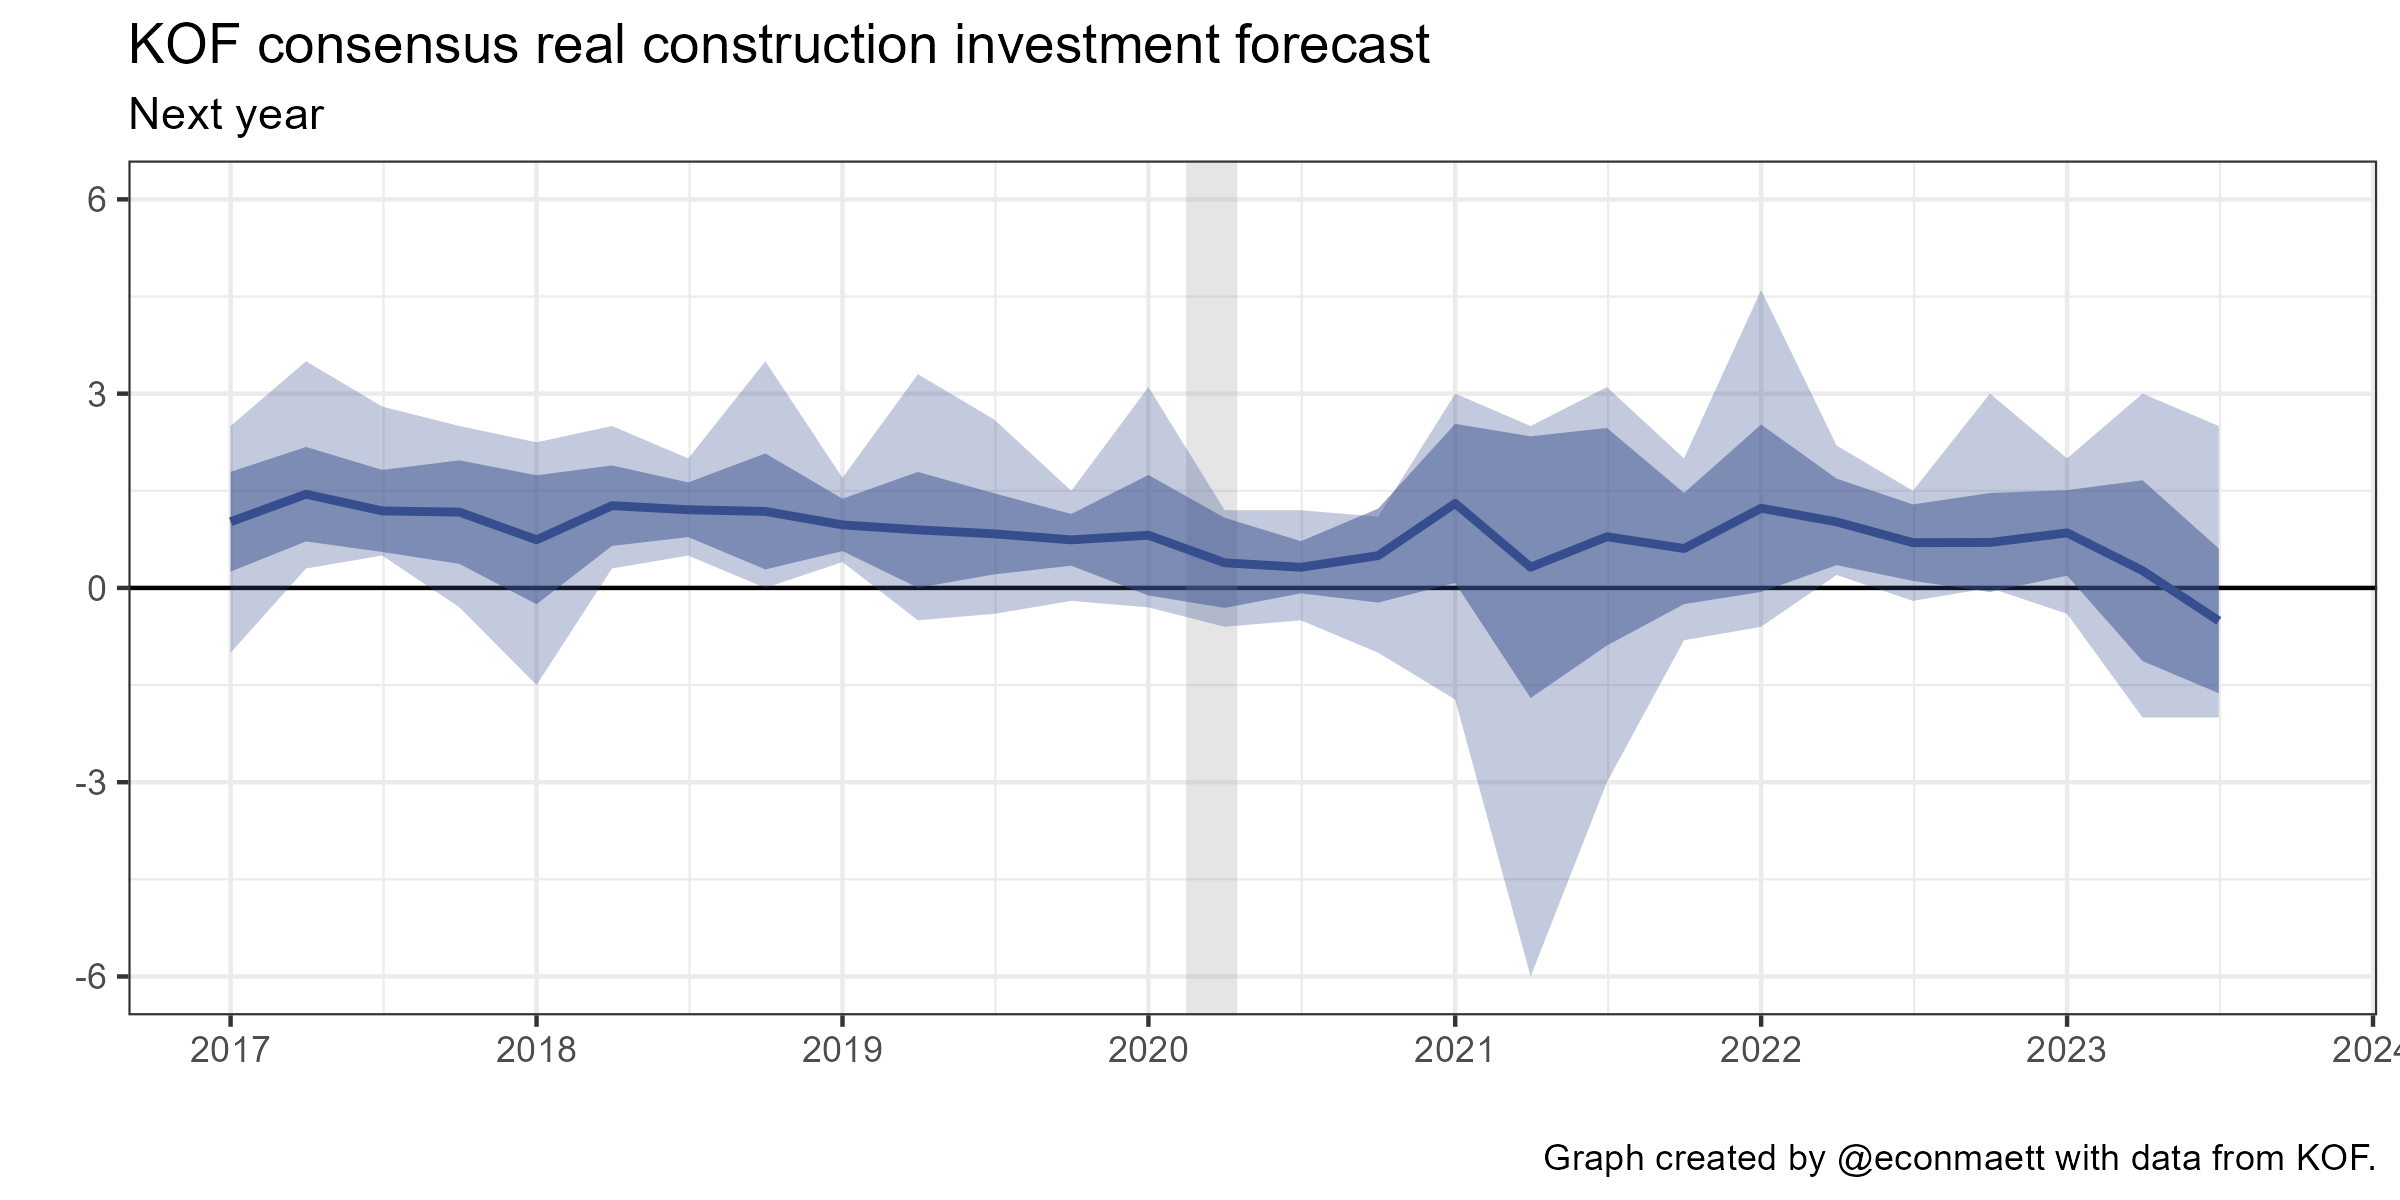 KOF consensus real construction investment forecast
Next year
6
3
0
-3
-6
2017 2018 2019 2020 2021 2022 2023 2024
Graph created by @econmaett with data from KOF.